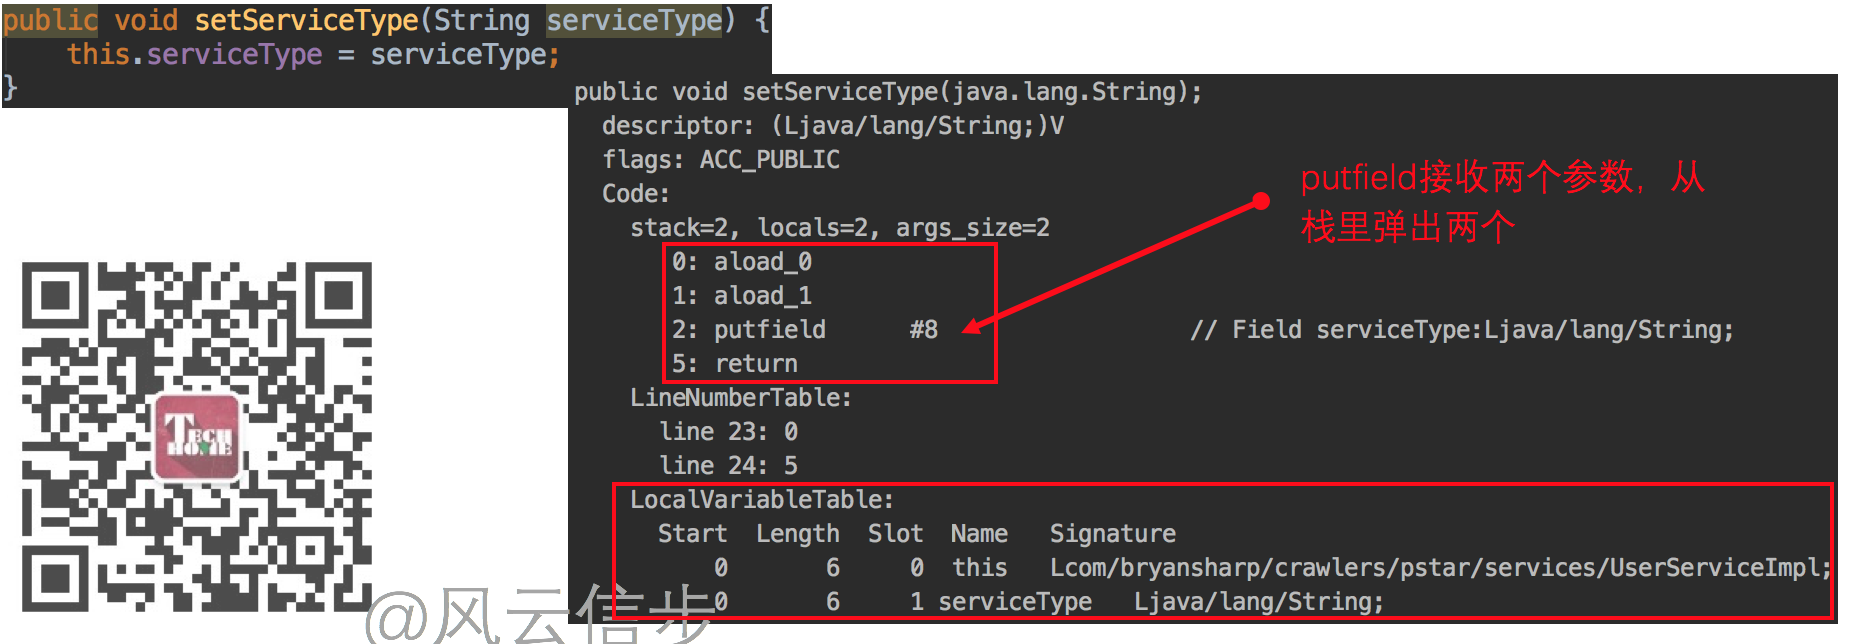 public void setServiceType(String serviceType) {
    this.serviceType = serviceType;
}
public void setServiceType(java.lang.String);
  descriptor: (Ljava/lang/String;)V
  flags: ACC_PUBLIC
  Code:
    stack=2, locals=2, args_size=2
       0: aload_0
       1: aload_1
       2: putfield      #8                  // Field serviceType:Ljava/lang/String;
       5: return
    LineNumberTable:
      line 23: 0
      line 24: 5
    LocalVariableTable:
      Start  Length  Slot  Name   Signature
          0       6     0  this   Lcom/bryansharp/crawlers/pstar/services/UserServiceImpl;
          0       6     1 serviceType   Ljava/lang/String;
putfield接收两个参数，从
栈里弹出两个
TECH
HOME
@风云信步